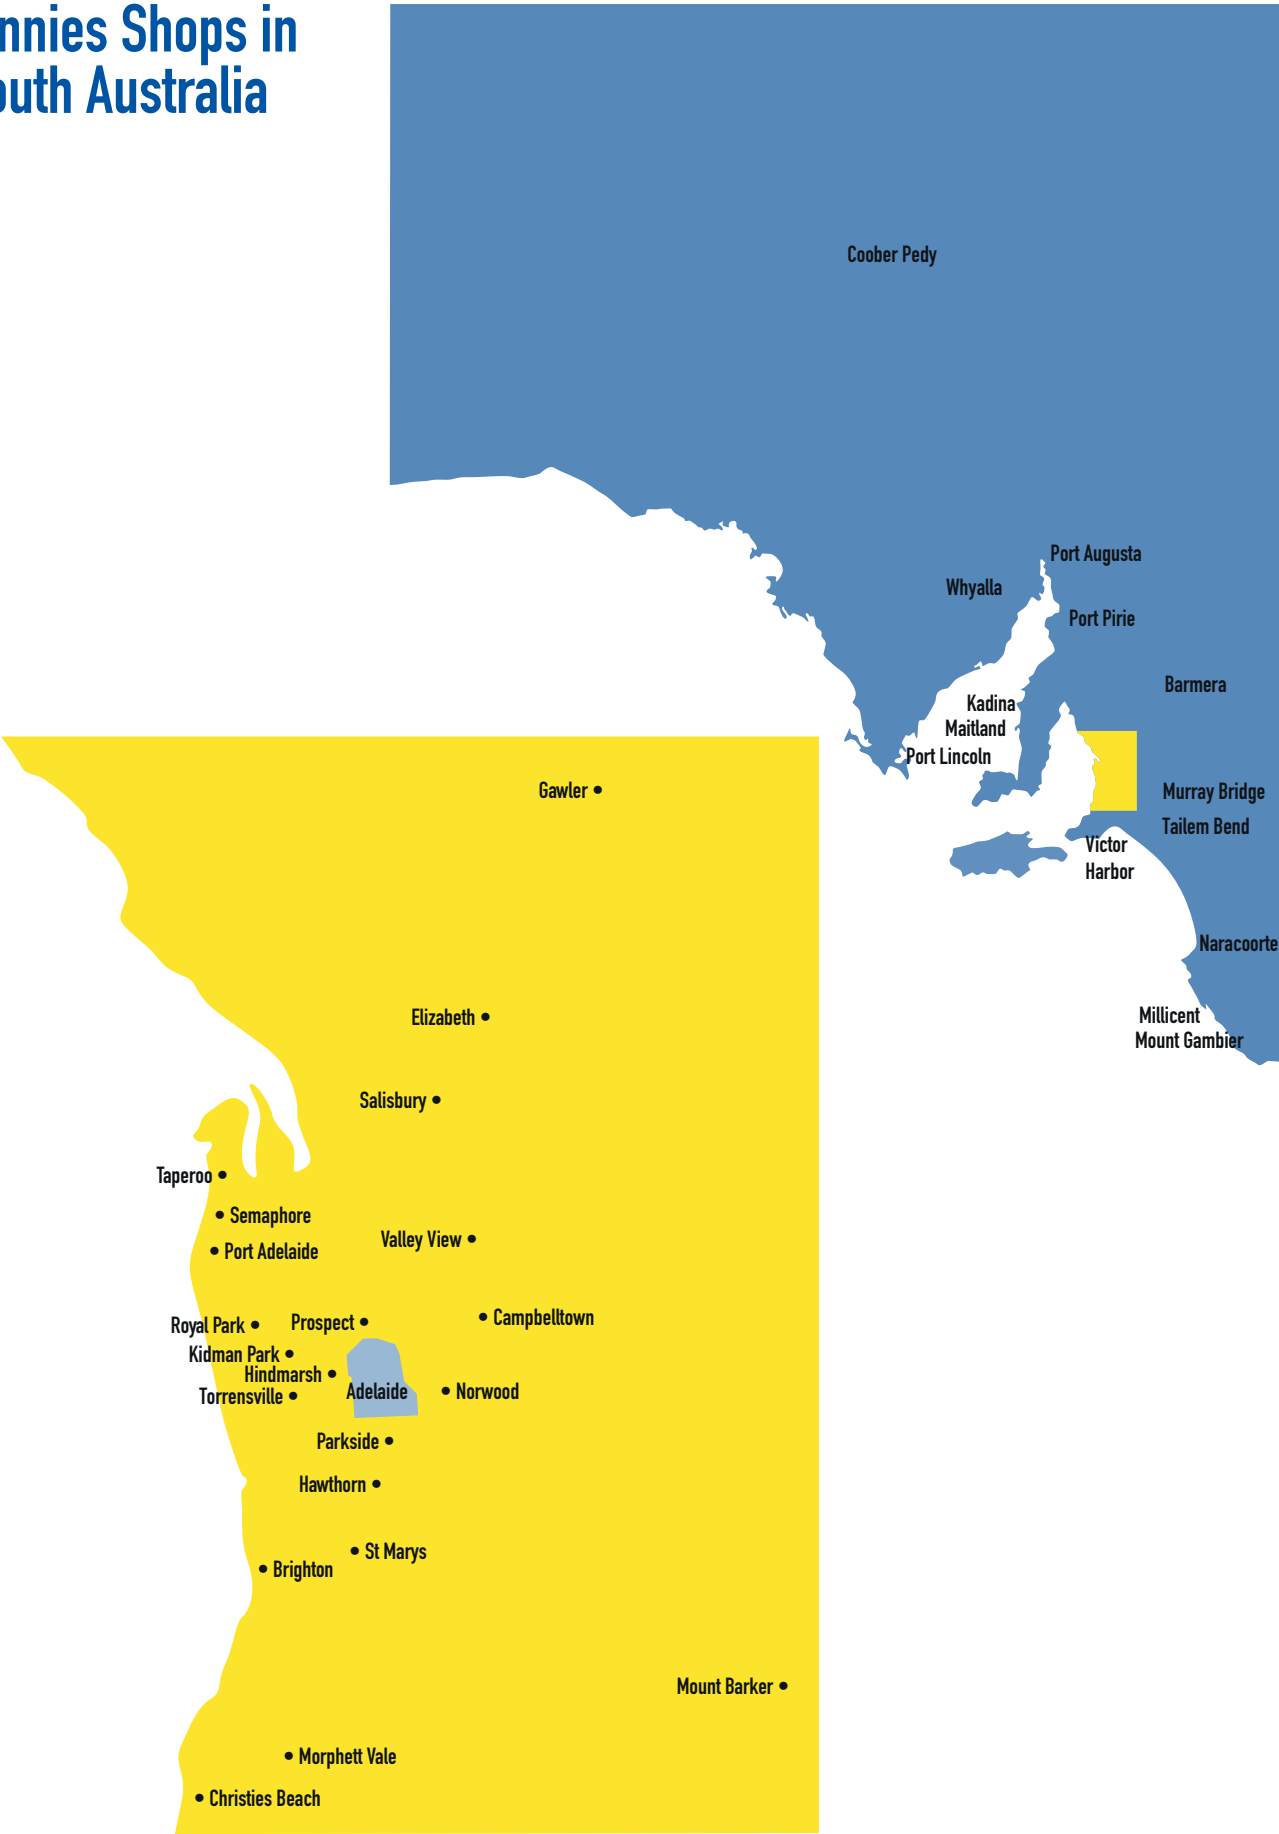 nnies Shops in
outh Australia
Coober Pedy
Port Augusta
Whyalla
Port Pirie
Barmera
Kadina
Maitland
Port Lincoln
Murray Bridge
Tailem Bend
Victor
Harbor
Naracoorte
Millicent
Mount Gambier
Gawler
Elizabeth
Salisbury
Taperoo
Semaphore
Valley View
Port Adelaide
Campbelltown
Prospect
Royal Park
Kidman Park
Hindmarsh
Adelaide
Norwood
Torrensville
Parkside
Hawthorn
St Marys
Brighton
Mount Barker
Morphett Vale
Christies Beach